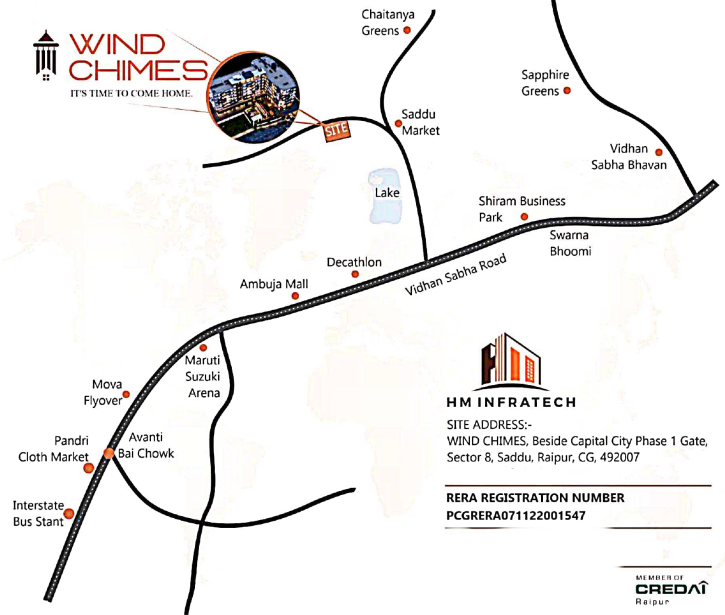 WIND
CHIMES
IT'S TIME TO COME HOME.
Chaitanya
Greens
SITE
Saddu
Market
Sapphire
Greens
Vidhan
Sabha Bhavan
Lake
Shiram Business
Park
Swarna
Bhoomi
Decathlon
Vidhan Sabha Road
Ambuja Mall
Maruti
Suzuki
Arena
Mova
Flyover
Avanti
Bai Chowk
Pandri
Cloth Market
Interstate
Bus Stant
HM INFRATECH
SITE ADDRESS:-
WIND CHIMES, Beside Capital City Phase 1 Gate,
Sector 8, Saddu, Raipur, CG, 492007
RERA REGISTRATION NUMBER
PCGRERA071122001547
MEMBER OF
CREDAI
Raipur